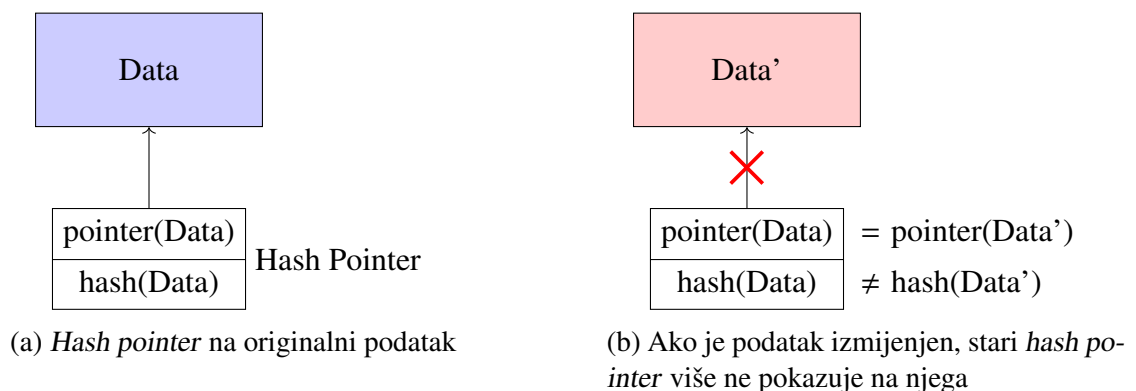 Data
pointer(Data)
hash(Data)
Hash Pointer
(a) Hash pointer na originalni podatak
Data’
pointer(Data)
= pointer(Data’)
hash(Data)
≠ hash(Data’)
(b) Ako je podatak izmijenjen, stari hash po-
inter više ne pokazuje na njega